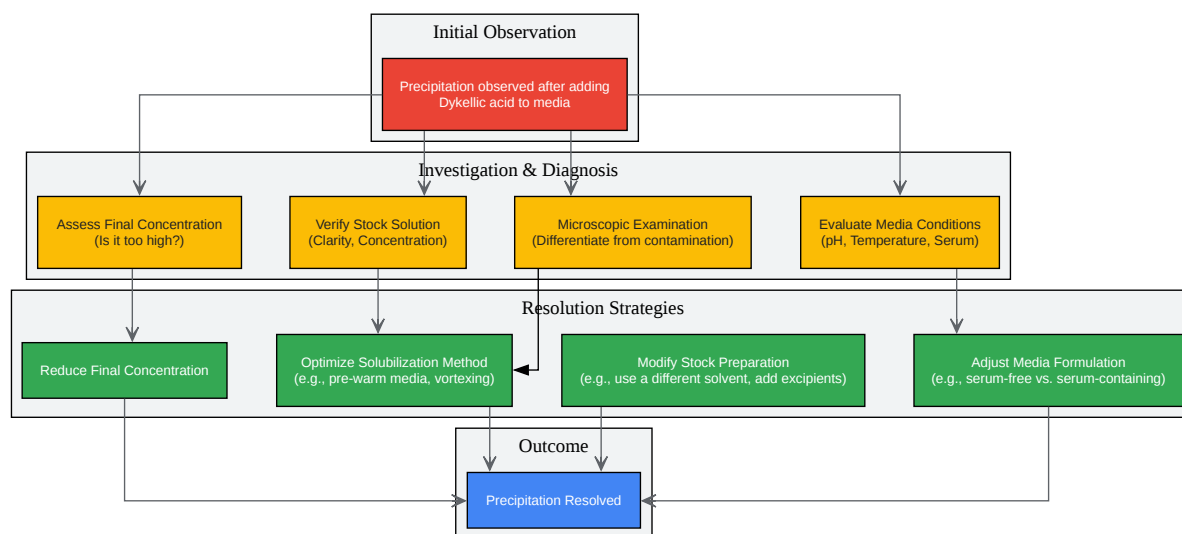 Initial Observation
Precipitation observed after adding
Dykellic acid to media
Investigation & Diagnosis
Assess Final Concentration
(Is it too high?)
Verify Stock Solution
(Clarity, Concentration)
Microscopic Examination
(Differentiate from contamination)
Evaluate Media Conditions
(pH, Temperature, Serum)
Resolution Strategies
Reduce Final Concentration
Optimize Solubilization Method
(e.g., pre-warm media, vortexing)
Modify Stock Preparation
(e.g., use a different solvent, add excipients)
Adjust Media Formulation
(e.g., serum-free vs. serum-containing)
Outcome
Precipitation Resolved